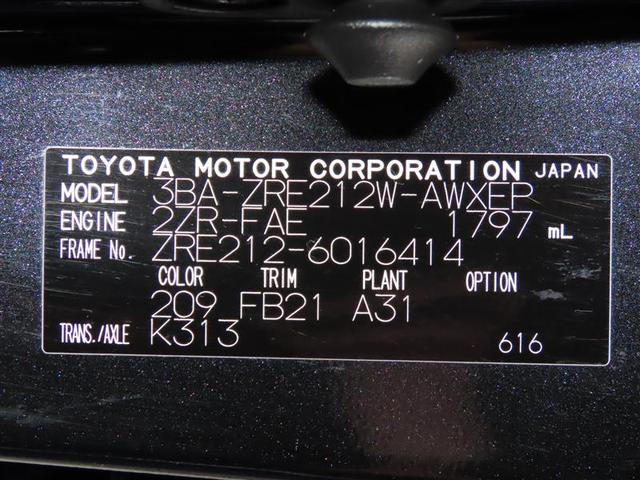 TOYOTA MOTOR CORPORATION JAPAN
MODEL 3BA-ZRE212W-AWXEP
ENGINE 2ZR-FAE 1797 mL
FRAME No. ZRE212-6016414
COLOR TRIM PLANT OPTION
209 FB21 A31
TRANS./AXLE K313 616